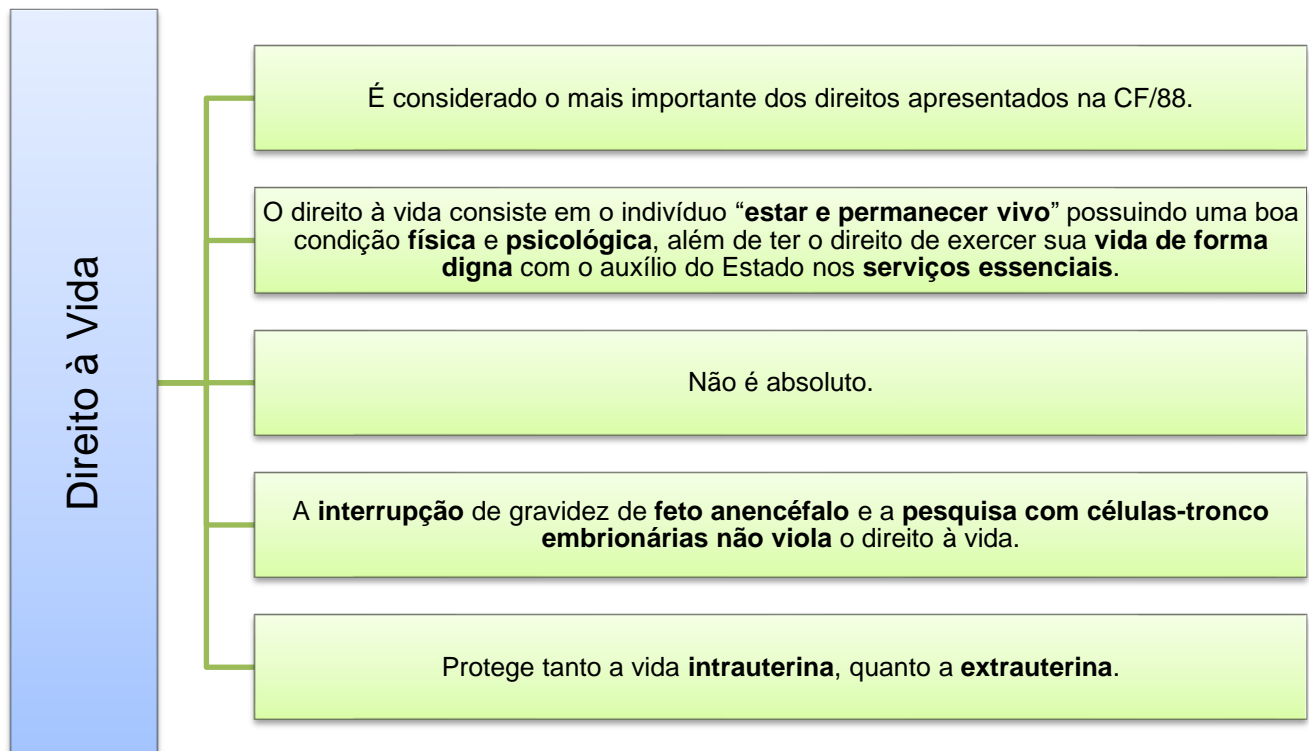 Direito à Vida
É considerado o mais importante dos direitos apresentados na CF/88.
O direito à vida consiste em o indivíduo “estar e permanecer vivo” possuindo uma boa
condição física e psicológica, além de ter o direito de exercer sua vida de forma
digna com o auxílio do Estado nos serviços essenciais.
Não é absoluto.
A interrupção de gravidez de feto anencéfalo e a pesquisa com células-tronco
embrionárias não viola o direito à vida.
Protege tanto a vida intrauterina, quanto a extrauterina.